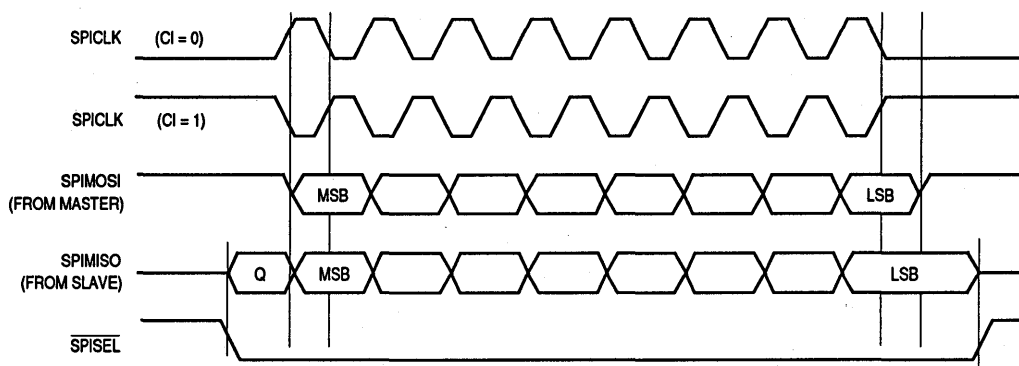 SPICLK (CI = 0)
SPICLK (CI = 1)
SPIMOSI
(FROM MASTER)
MSB LSB
SPIMISO
(FROM SLAVE)
Q MSB LSB
SPISEL